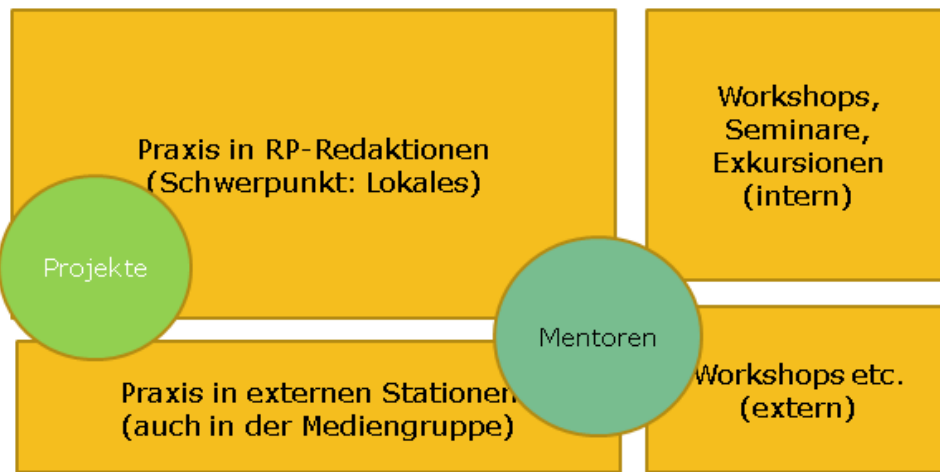 Praxis in RP-Redaktionen
(Schwerpunkt: Lokales)
Workshops,
Seminare,
Exkursionen
(intern)
Projekte
Mentoren
Praxis in externen Stationen
(auch in der Mediengruppe)
Workshops etc.
(extern)